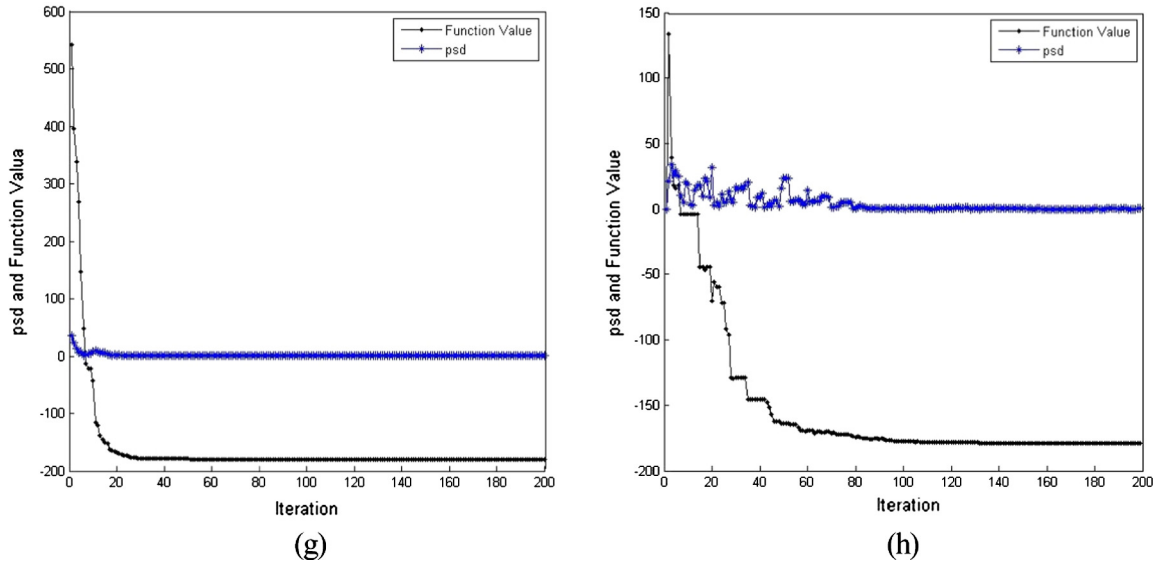 600
500
400
300
200
100
0
-100
-200
psd and Function Valua
Function Value
psd
0 20 40 60 80 100 120 140 160 180 200
Iteration
(g)
150
100
50
0
-50
-100
-150
-200
psd and Function Value
Function Value
psd
0 20 40 60 80 100 120 140 160 180 200
Iteration
(h)